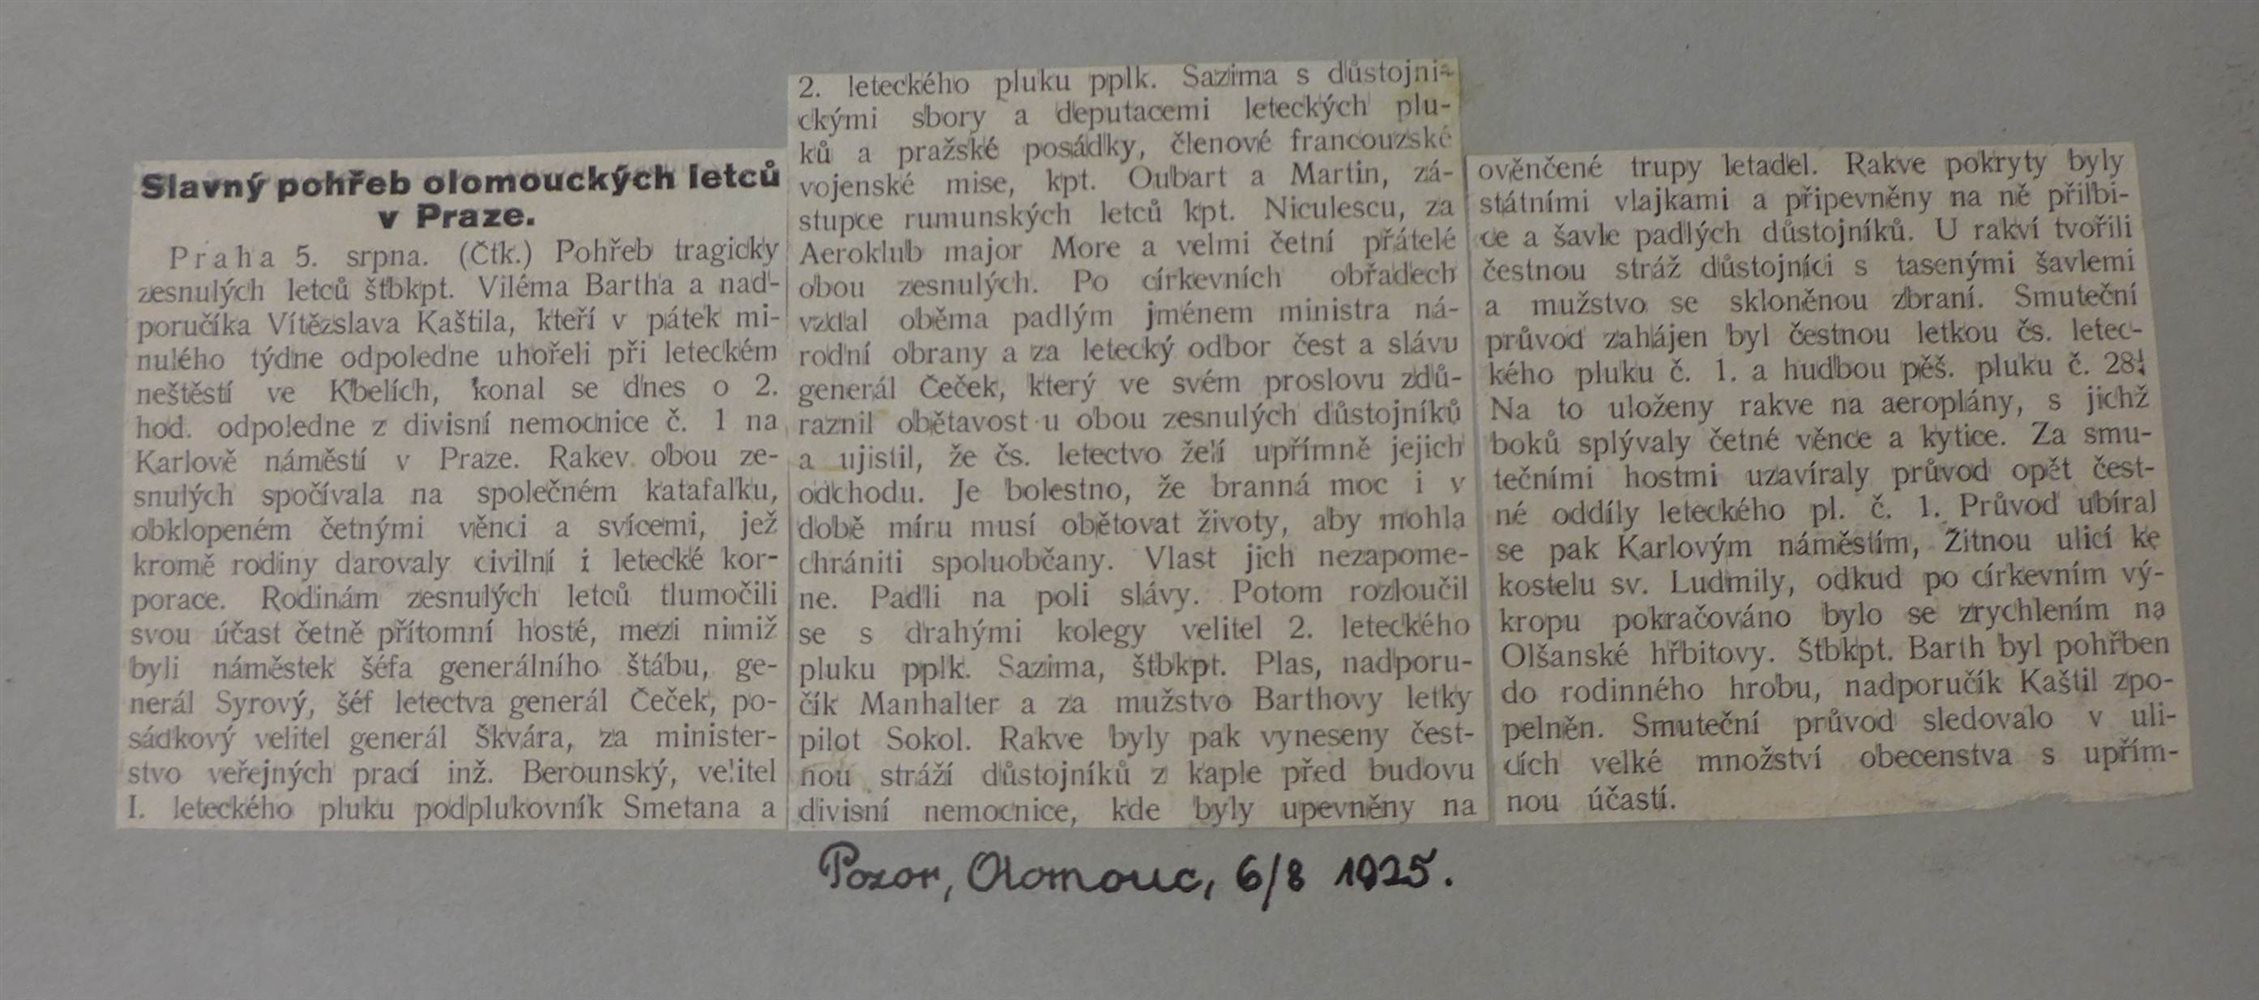 Slavný pohřeb olomouckých letců
v Praze.
Praha 5. srpna. (Čtk.) Pohřeb tragicky
zesnulých letců štbkpt. Viléma Bartha a nad-
poručíka Vítězslava Kaštila, kteří v pátek mi-
nulého týdne odpoledne uhořeli při leteckém
neštěstí ve Kbelích, konal se dnes o 2.
hod. odpoledne z divisní nemocnice č. 1 na
Karlově náměstí v Praze. Rakev obou ze-
snulých spočívala na společném katafalku,
obklopeném četnými věnci a svícemi, jež
kromě rodiny darovaly civilní i letecké kor-
porace. Rodinám zesnulých letců tlumočili
svou účast četně přítomní hosté, mezi nimiž
byli náměstek šéfa generálního štábu, ge-
nerál Syrový, šéf letectva generál Čeček, po-
sádkový velitel generál Škvára, za minister-
stvo veřejných prací inž. Berounský, velitel
I. leteckého pluku podplukovník Smetana a
2. leteckého pluku pplk. Sazima s důstojni-
ckými sbory a deputacemi leteckých plu-
ků a pražské posádky, členové francouzské
vojenské mise, kpt. Oubart a Martin, zá-
stupce rumunských letců kpt. Niculescu, za
Aeroklub major More a velmi četní přátelé
obou zesnulých. Po církevních obřadech
vzdal oběma padlým jménem ministra ná-
rodní obrany a za letecký odbor čest a slávu
generál Čeček, který ve svém proslovu zdů-
raznil obětavost u obou zesnulých důstojníků
a ujistil, že čs. letectvo želí upřímně jejich
odchodu. Je bolestno, že branná moc i v
době míru musí obětovat životy, aby mohla
chrániti spoluobčany. Vlast jich nezapome-
ne. Padli na poli slávy. Potom rozloučil
se s drahými kolegy velitel 2. leteckého
pluku pplk. Sazima, štbkpt. Plas, nadporu-
čík Manhalter a za mužstvo Barthovy letky
pilot Sokol. Rakve byly pak vyneseny čest-
nou stráží důstojníků z kaple před budovu
divisní nemocnice, kde byly upevněny na
ověnčené trupy letadel. Rakve pokryty byly
státními vlajkami a připevněny na ně přilbi-
ce a šavle padlých důstojníků. U rakví tvořili
čestnou stráž důstojníci s tasenými šavlemi
a mužstvo se skloněnou zbraní. Smuteční
průvod zahájen byl čestnou letkou čs. letec-
kého pluku č. 1. a hudbou pěš. pluku č. 28.
Na to uloženy rakve na aeroplány, s jichž
boků splývaly četné věnce a kytice. Za smu-
tečními hostmi uzavíraly průvod opět čest-
né oddíly leteckého pl. č. 1. Průvod ubíral
se pak Karlovým náměstím, Žitnou ulicí ke
kostelu sv. Ludmily, odkud po církevním vý-
kropu pokračováno bylo se zrychlením na
Olšanské hřbitovy. Štbkpt. Barth byl pohřben
do rodinného hrobu, nadporučík Kaštil zpo-
pelněn. Smuteční průvod sledovalo v uli-
cích velké množství obecenstva s upřím-
nou účastí.
Pozor, Olomouc, 6/8 1925.